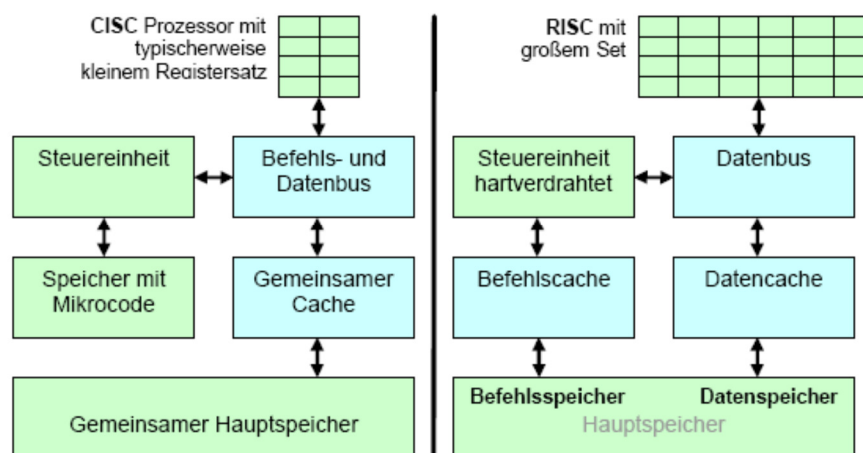 CISC Prozessor mit
typischerweise
kleinem Registersatz
Steuereinheit
Befehls- und
Datenbus
Speicher mit
Mikrocode
Gemeinsamer
Cache
Gemeinsamer Hauptspeicher
RISC mit
großem Set
Steuereinheit
hartverdrahtet
Datenbus
Befehlscache
Datencache
Befehlsspeicher
Datenspeicher
Hauptspeicher